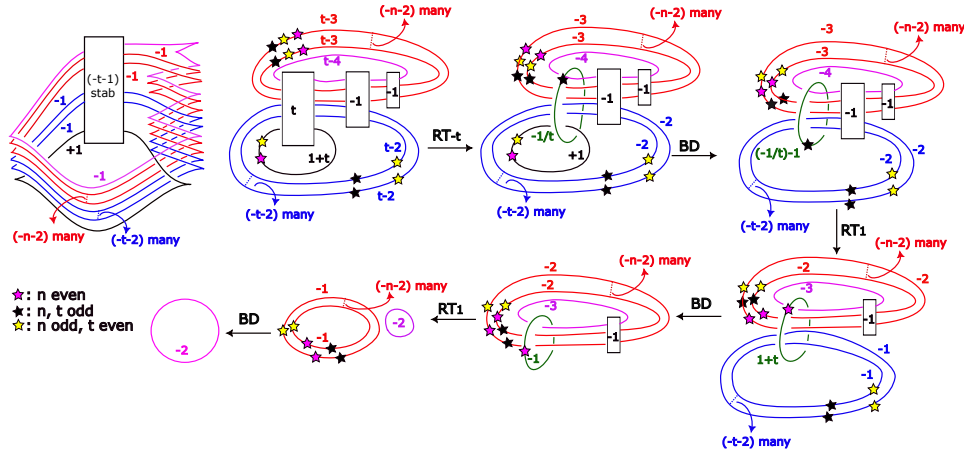 -1
-1
(-t-1)
stab
-1
-1
+1
-1
(-n-2) many
(-t-2) many
t-3
(-n-2) many
t-3
t-4
t
-1
-1
1+t
t-2
t-2
(-t-2) many
RT-t
-3
(-n-2) many
-3
-4
-1
-1
-1/t
+1
-2
-2
(-t-2) many
BD
-3
(-n-2) many
-3
-4
-1
-1
(-1/t)-1
-2
-2
(-t-2) many
RT1
-2
(-n-2) many
-2
-2
-3
-1
1+t
-1
-1
(-t-2) many
BD
-2
(-n-2) many
-2
-3
-1
-1
RT1
-1
(-n-2) many
-2
-1
BD
-2
: n even
: n, t odd
: n odd, t even